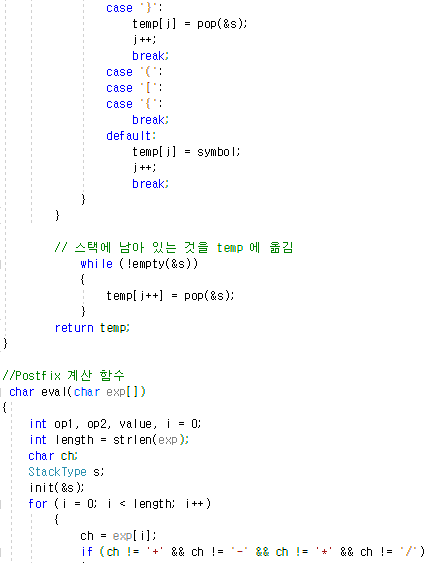 case '}':
temp[j] = pop(&s);
j++;
break;
case '(':
case '[':
case '{':
break;
default:
temp[j] = symbol;
j++;
break;
}
}
// 스택에 남아 있는 것을 temp 에 옮김
while (!empty(&s))
{
temp[j++] = pop(&s);
}
return temp;
}
//Postfix 계산 함수
char eval(char exp[])
{
int op1, op2, value, i = 0;
int length = strlen(exp);
char ch;
StackType s;
init(&s);
for (i = 0; i < length; i++)
{
ch = exp[i];
if (ch != '+' && ch != '-' && ch != '*' && ch != '/')